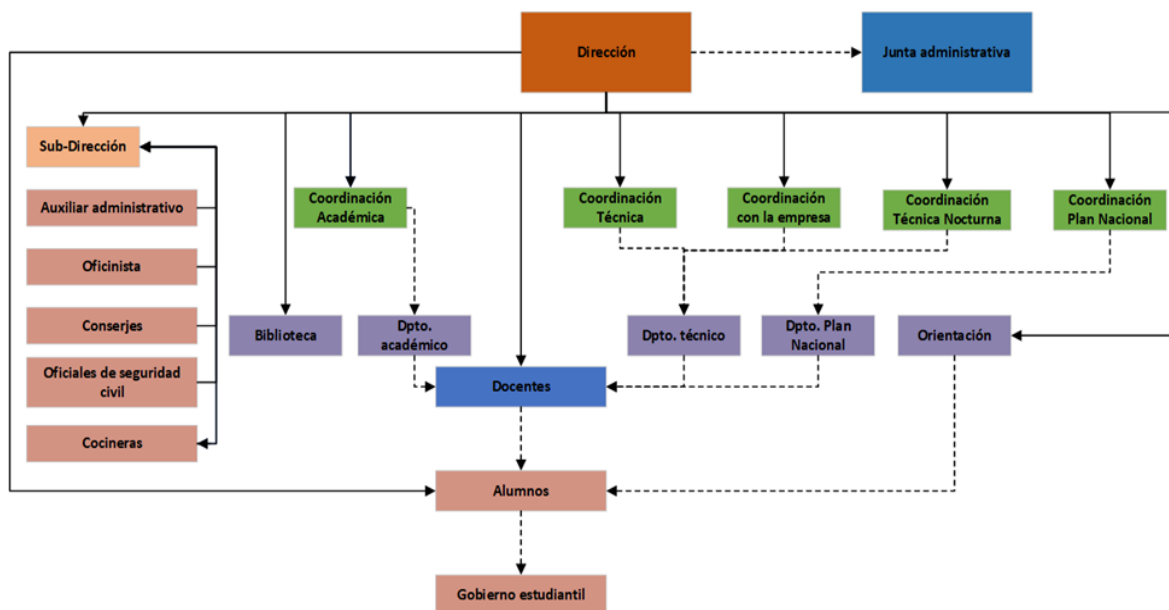 Dirección
Junta administrativa
Sub-Dirección
Auxiliar administrativo
Oficinista
Conserjes
Oficiales de seguridad
civil
Cocineras
Coordinación
Académica
Coordinación
Técnica
Coordinación
con la empresa
Coordinación
Técnica Nocturna
Coordinación
Plan Nacional
Biblioteca
Dpto.
académico
Dpto. técnico
Dpto. Plan
Nacional
Orientación
Docentes
Alumnos
Gobierno estudiantil